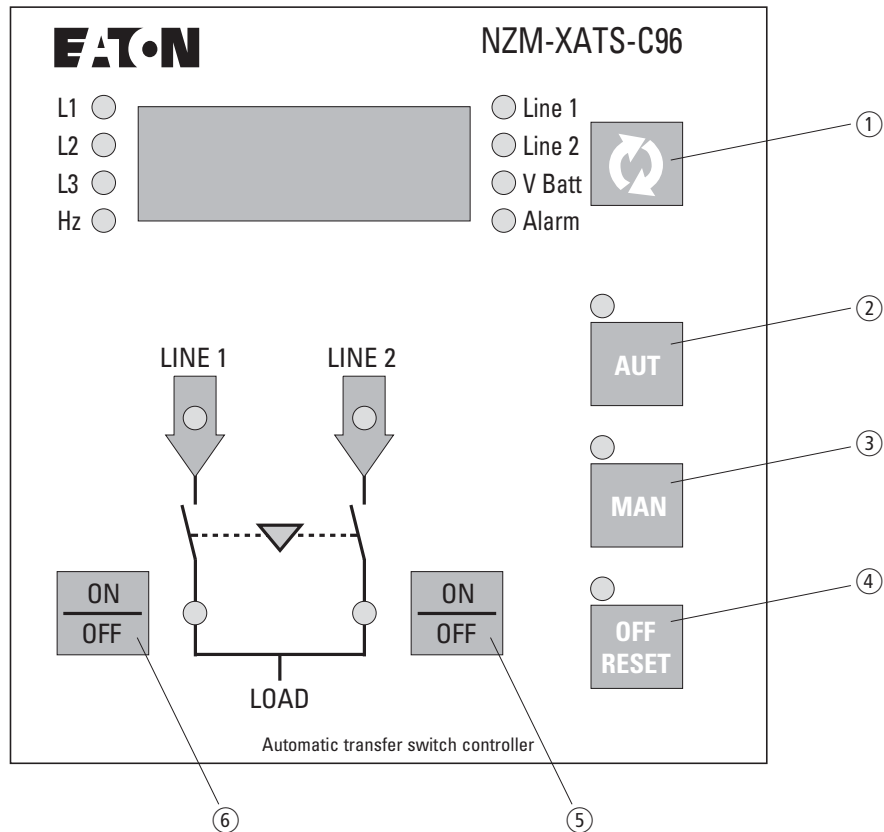 EATON NZM-XATS-C96
L1 Line 1
①
L2 Line 2
L3 V Batt
Hz Alarm
②
LINE 1 LINE 2
AUT
③
MAN
④
ON ON
OFF OFF
OFF
RESET
LOAD
Automatic transfer switch controller
⑥ ⑤